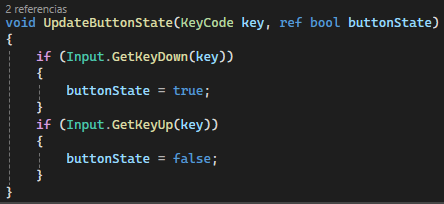 2 referencias
void UpdateButtonState(KeyCode key, ref bool buttonState)
{
    if (Input.GetKeyDown(key))
    {
        buttonState = true;
    }
    if (Input.GetKeyUp(key))
    {
        buttonState = false;
    }
}